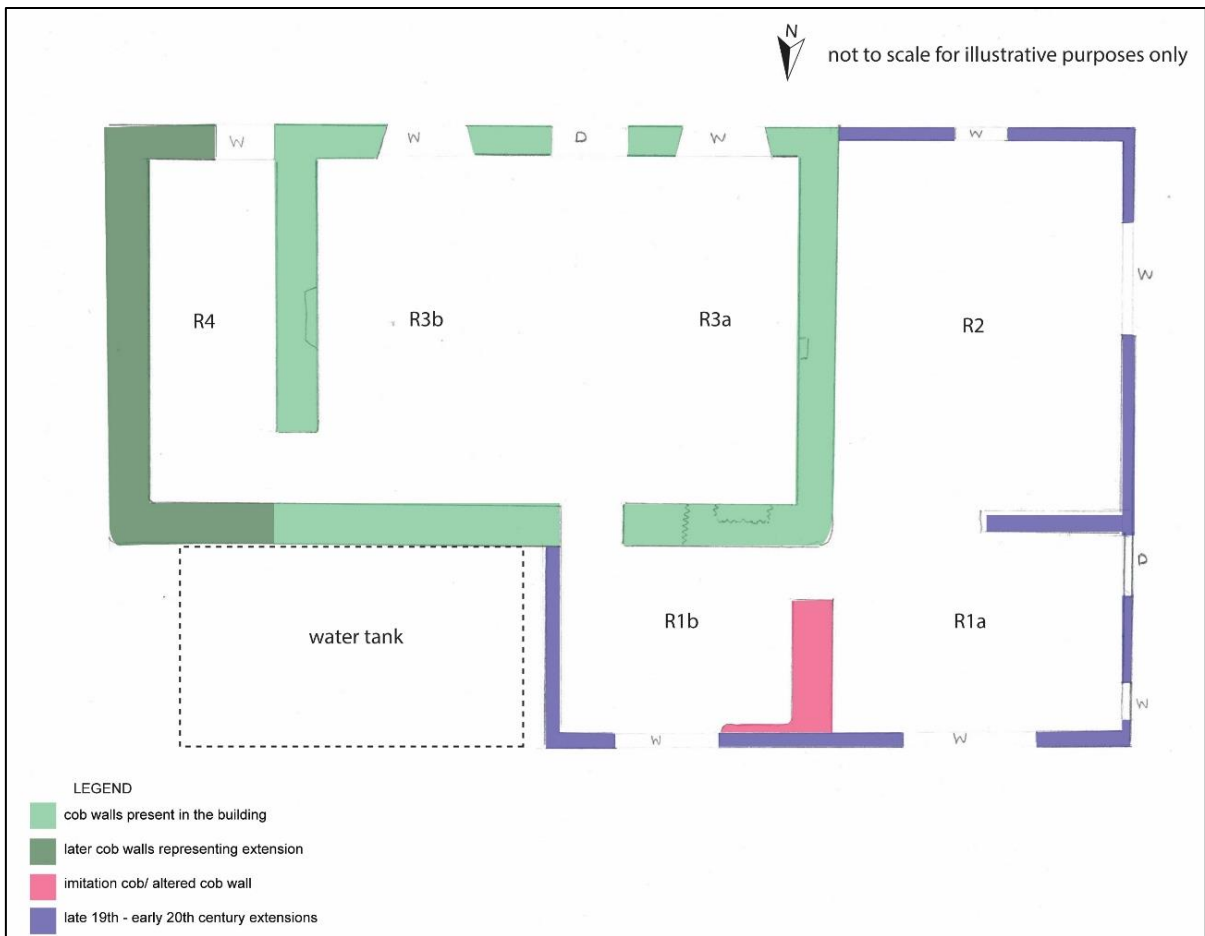 N
not to scale for illustrative purposes only
W
W
D
W
W
W
R4
R3b
R3a
R2
D
R1b
R1a
water tank
W
W
W
LEGEND
cob walls present in the building
later cob walls representing extension
imitation cob/ altered cob wall
late 19th - early 20th century extensions